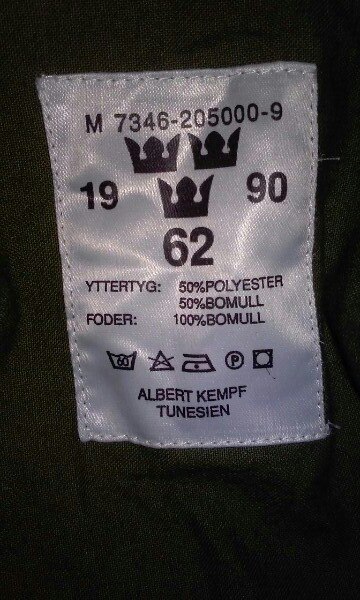 M 7346-205000-9
19 90
62
YTTERTYG: 50%POLYESTER
50%BOMULL
FODER: 100%BOMULL
ALBERT KEMPF
TUNESIEN